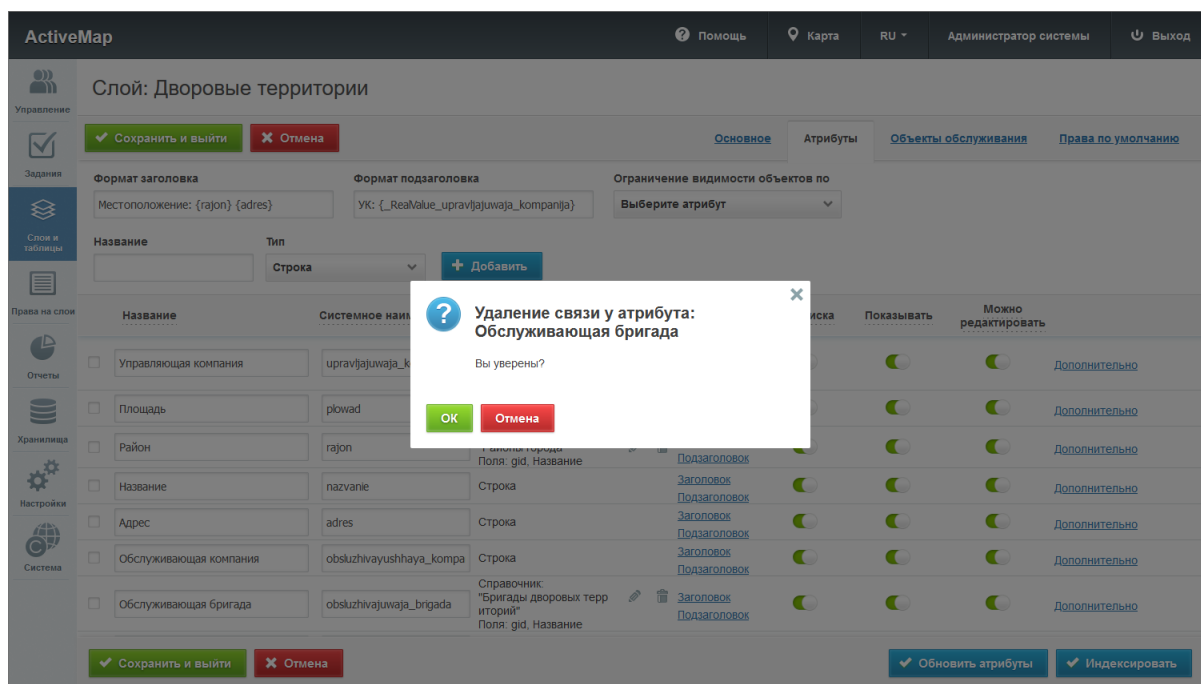 ActiveMap
Помощь
Карта
RU
Администратор системы
Выход
Управление
Задания
Слои и таблицы
Права на слои
Отчеты
Хранилища
Настройки
Система
Слой: Дворовые территории
Сохранить и выйти
Отмена
Основное
Атрибуты
Объекты обслуживания
Права по умолчанию
Формат заголовка
Формат подзаголовка
Ограничение видимости объектов по
Местоположение: {rajon} {adres}
УК: {_RealValue_upravljajuwaja_kompanija}
Выберите атрибут
Название
Тип
Строка
Добавить
Название
Показывать
Можно редактировать
Удаление связи у атрибута:
Обслуживающая бригада
Вы уверены?
ОК
Отмена
Управляющая компания
Дополнительно
Площадь
plowad
Дополнительно
Район
rajon
Поля: gid, Название
Подзаголовок
Дополнительно
Название
nazvanie
Строка
Заголовок
Подзаголовок
Дополнительно
Адрес
adres
Строка
Заголовок
Подзаголовок
Дополнительно
Обслуживающая компания
obsluzhivayushhaya_kompa
Строка
Заголовок
Подзаголовок
Дополнительно
Обслуживающая бригада
obsluzhivajuwaja_brigada
Справочник:
"Бригады дворовых терр
иторий"
Поля: gid, Название
Заголовок
Подзаголовок
Дополнительно
Сохранить и выйти
Отмена
Обновить атрибуты
Индексировать